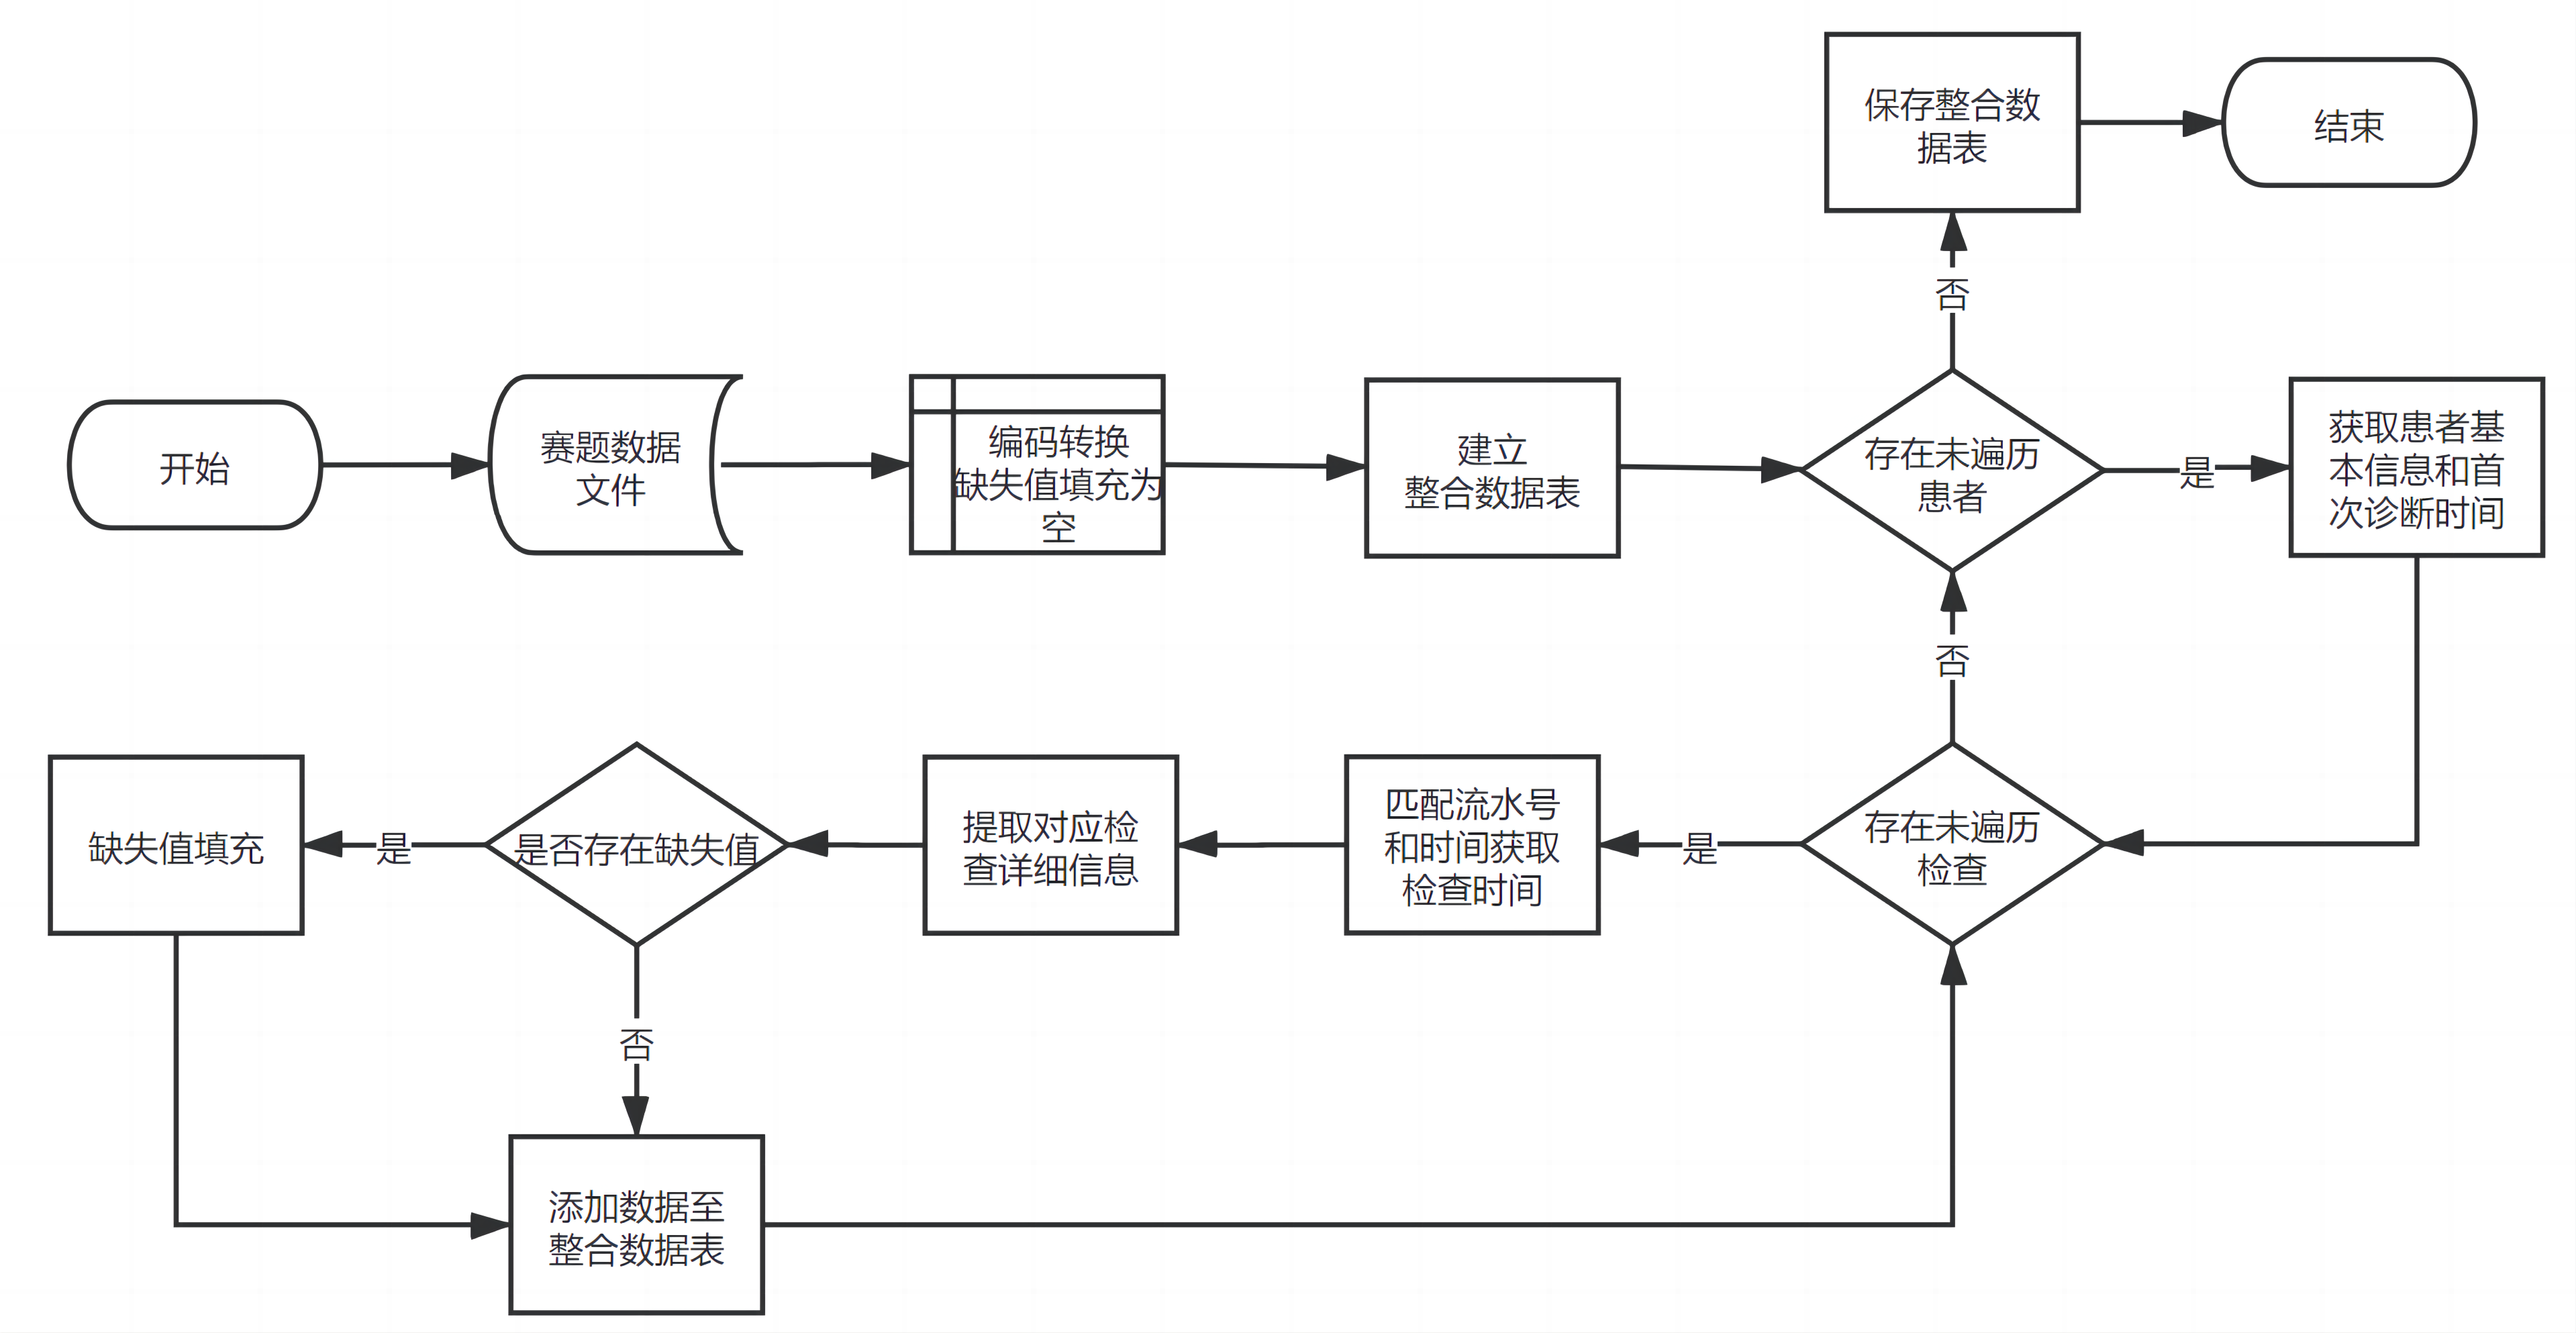 保存整合数
据表
结束
否
开始
赛题数据
文件
编码转换
缺失值填充为
空
建立
整合数据表
存在未遍历
患者
是
获取患者基
本信息和首
次诊断时间
否
缺失值填充
是
是否存在缺失值
提取对应检
查详细信息
匹配流水号
和时间获取
检查时间
是
存在未遍历
检查
否
添加数据至
整合数据表